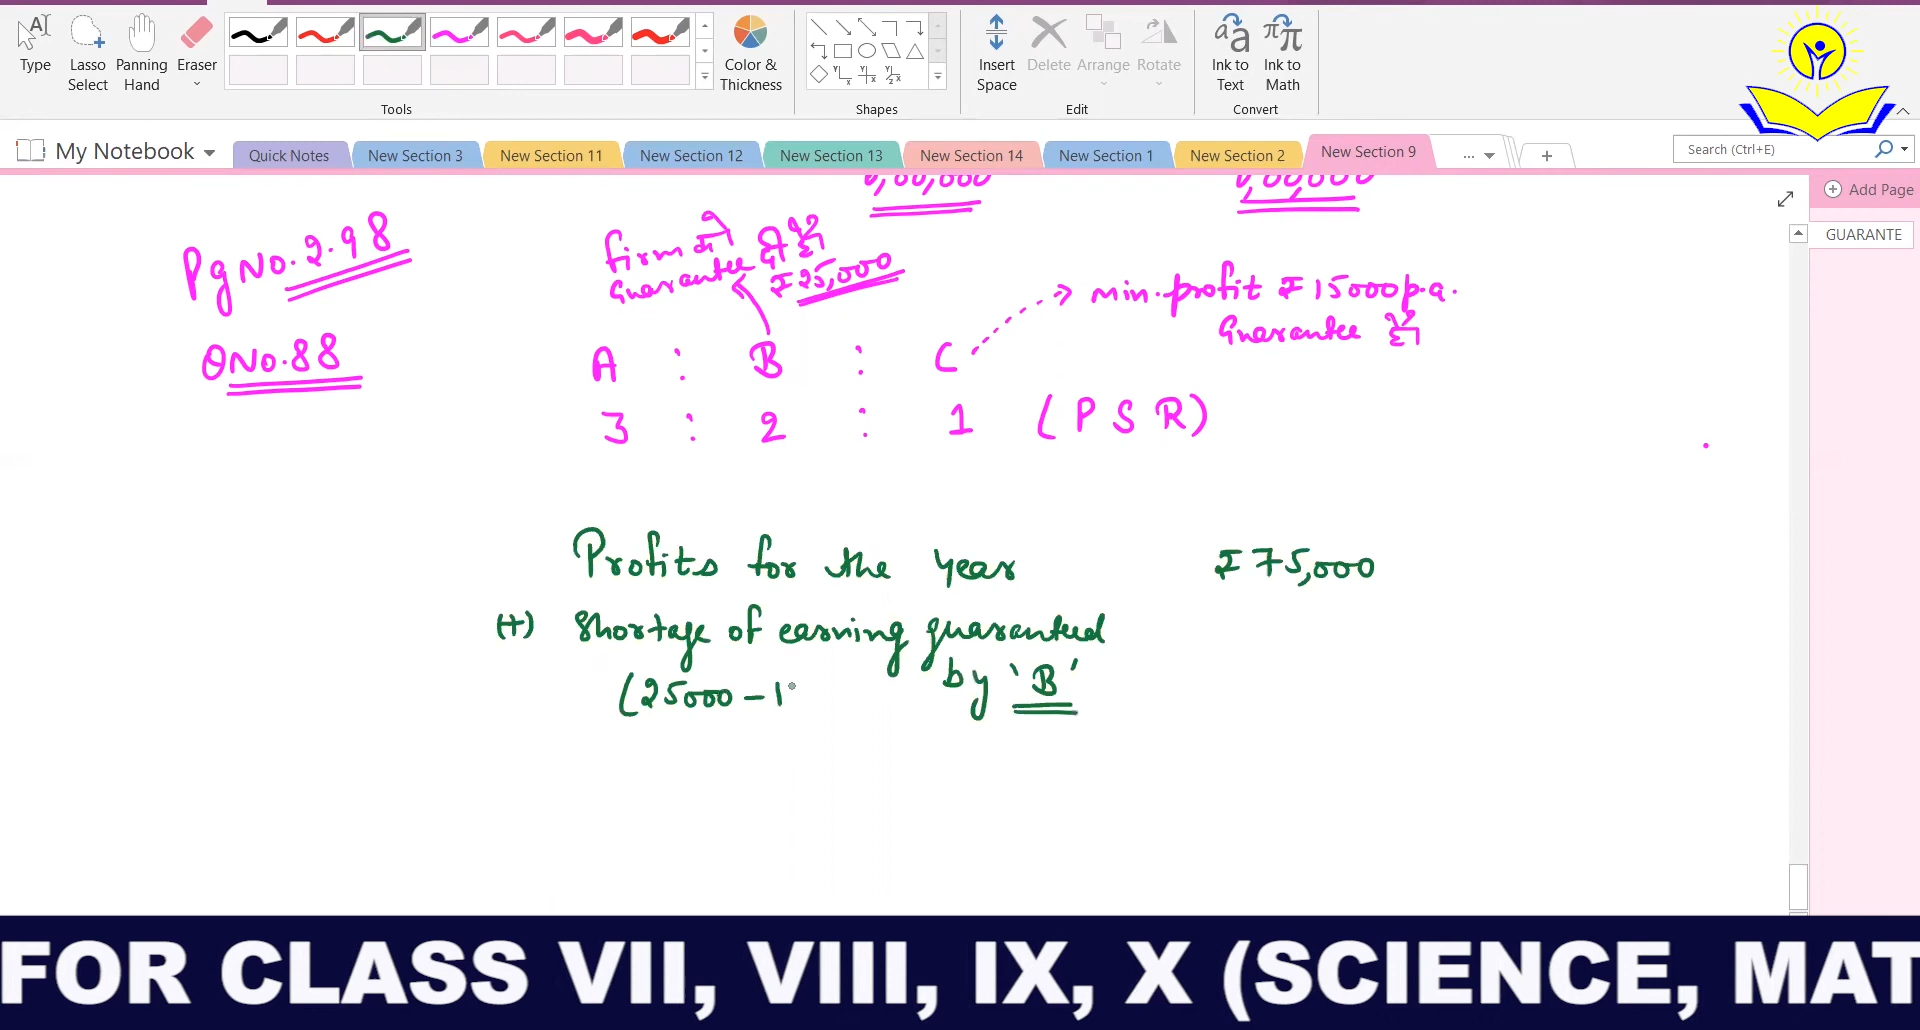 Type
Lasso Select
Panning Hand
Eraser
Tools
Color & Thickness
Shapes
Insert Space
Delete
Arrange
Rotate
Edit
Ink to Text
Ink to Math
Convert
My Notebook
Quick Notes
New Section 3
New Section 11
New Section 12
New Section 13
New Section 14
New Section 1
New Section 2
New Section 9
...
Search (Ctrl+E)
Add Page
GUARANTE
Pg No. 2.98
QNo.88
firm को
Guarantee दी है
₹25,000
min. profit ₹15000 p.a.
Guarantee है
A : B : C
3 : 2 : 1 (PSR)
Profits for the year ₹75,000
(+) Shortage of earning guaranteed
by 'B'
(25000 - 1
FOR CLASS VII, VIII, IX, X (SCIENCE, MAT